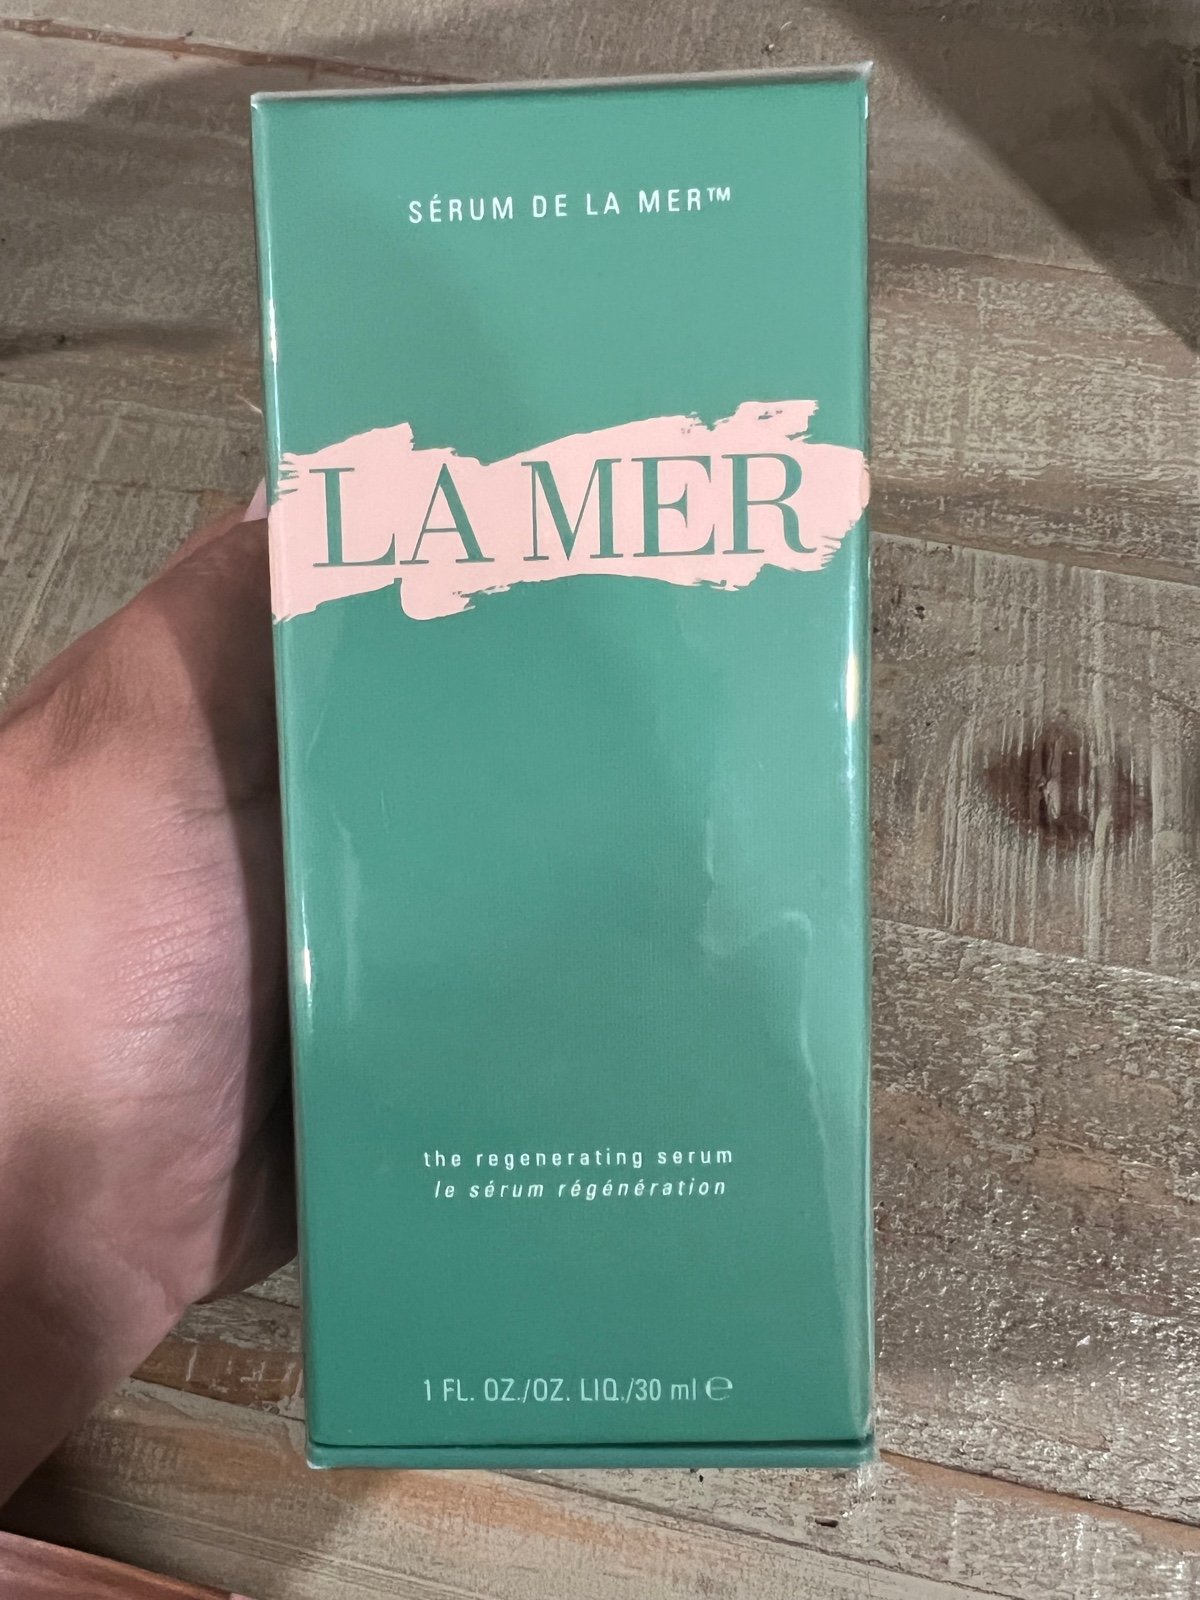 SÉRUM DE LA MER™
LA MER
the regenerating serum
le sérum régénération
1 FL. OZ./OZ. LIQ./30 ml ℮